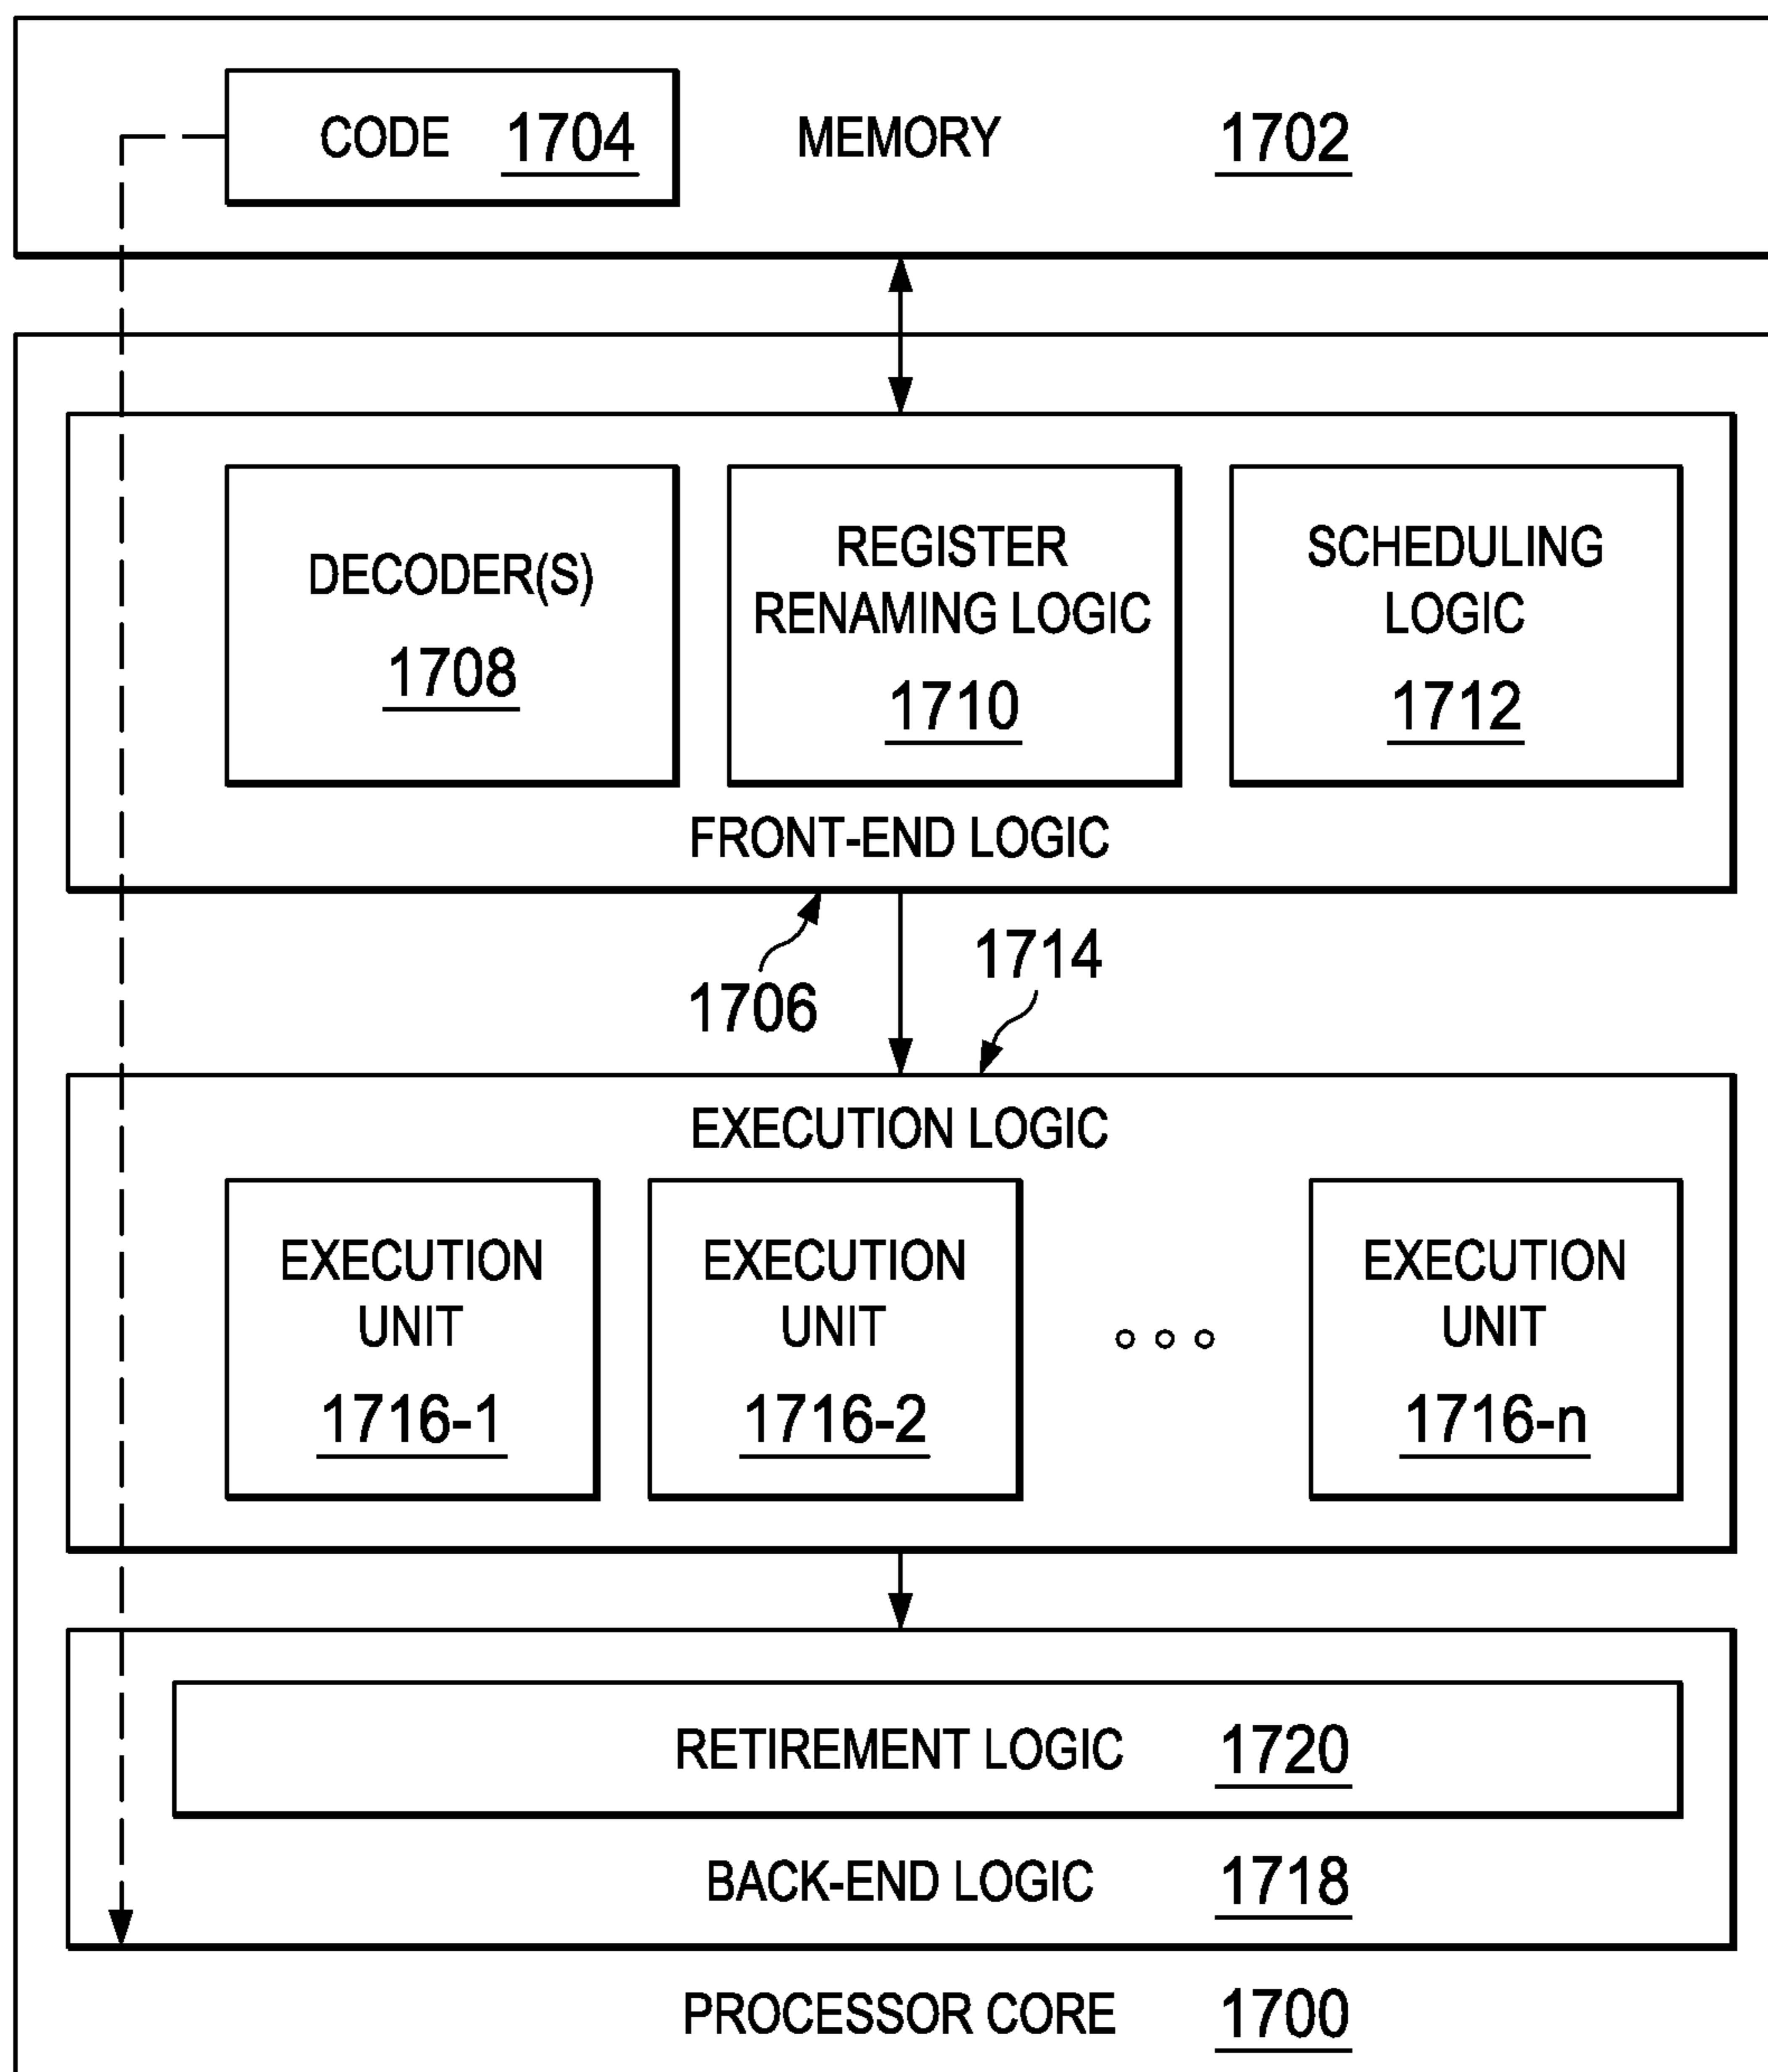 CODE 1704 MEMORY 1702
DECODER(S)
1708
REGISTER
RENAMING LOGIC
1710
SCHEDULING
LOGIC
1712
FRONT-END LOGIC
1706
1714
EXECUTION LOGIC
EXECUTION
UNIT
1716-1
EXECUTION
UNIT
1716-2
EXECUTION
UNIT
1716-n
RETIREMENT LOGIC 1720
BACK-END LOGIC 1718
PROCESSOR CORE 1700